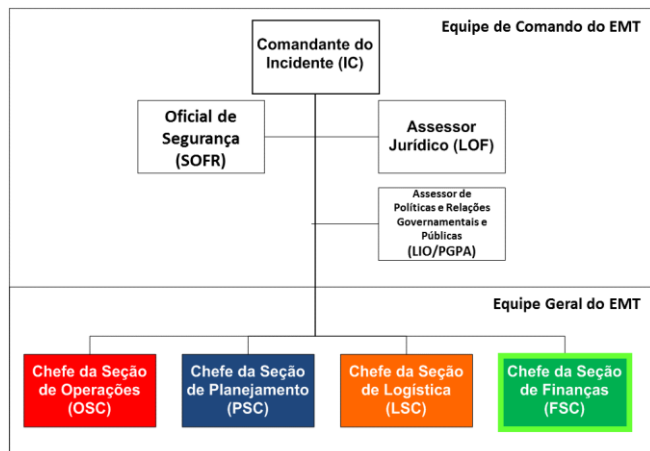 Equipe de Comando do EMT
Comandante do
Incidente (IC)
Oficial de
Segurança
(SOFR)
Assessor
Jurídico (LOF)
Assessor de
Políticas e Relações
Governamentais e
Públicas
(LIO/PGPA)
Equipe Geral do EMT
Chefe da Seção
de Operações
(OSC)
Chefe da Seção
de Planejamento
(PSC)
Chefe da Seção
de Logística
(LSC)
Chefe da Seção
de Finanças
(FSC)